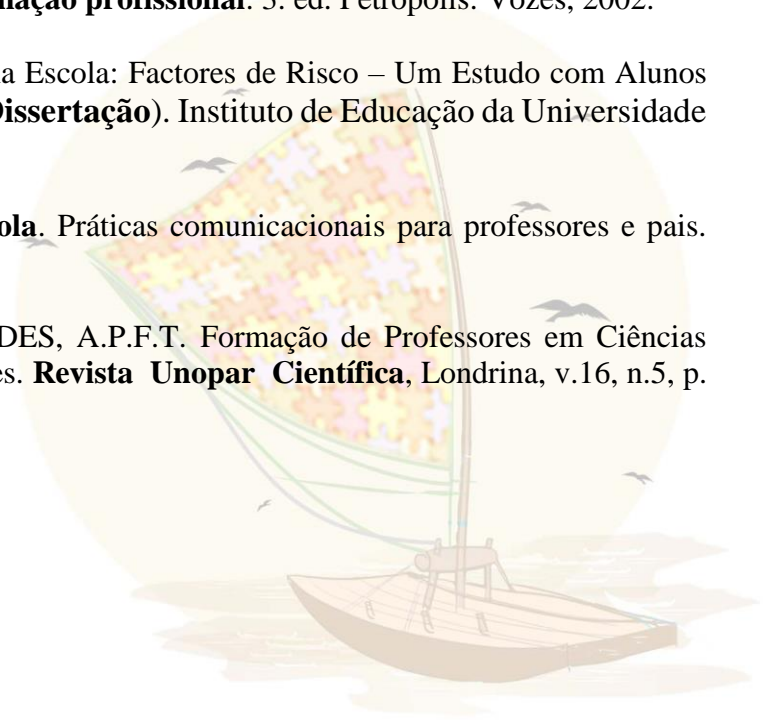 mação profissional. 3. ed. Petrópolis: Vozes, 2002.
a Escola: Factores de Risco – Um Estudo com Alunos
Dissertação). Instituto de Educação da Universidade
ola. Práticas comunicacionais para professores e pais.
DES, A.P.F.T. Formação de Professores em Ciências
es. Revista Unopar Científica, Londrina, v.16, n.5, p.